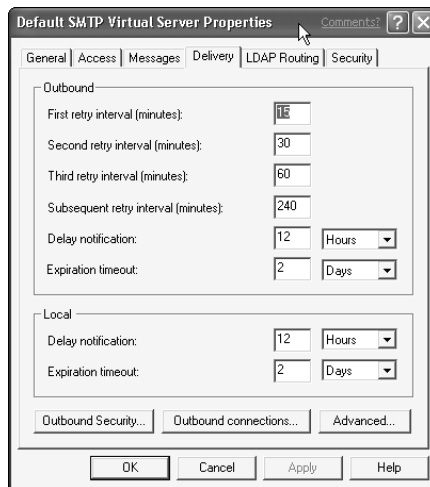 Default SMTP Virtual Server Properties Comments? ? X
General Access Messages Delivery LDAP Routing Security
Outbound
First retry interval (minutes): 15
Second retry interval (minutes): 30
Third retry interval (minutes): 60
Subsequent retry interval (minutes): 240
Delay notification: 12 Hours
Expiration timeout: 2 Days
Local
Delay notification: 12 Hours
Expiration timeout: 2 Days
Outbound Security... Outbound connections... Advanced...
OK Cancel Apply Help